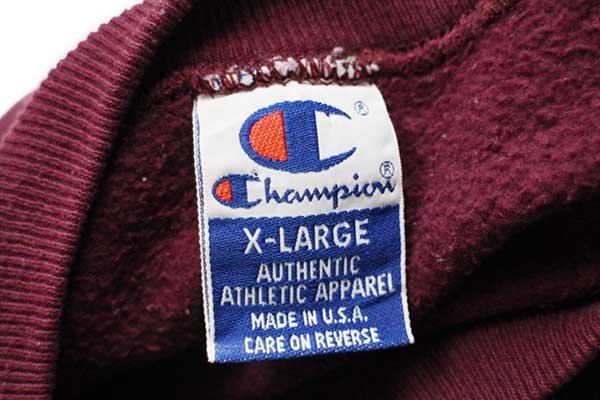 ®
Champion®
X-LARGE
AUTHENTIC
ATHLETIC APPAREL
MADE IN U.S.A.
CARE ON REVERSE